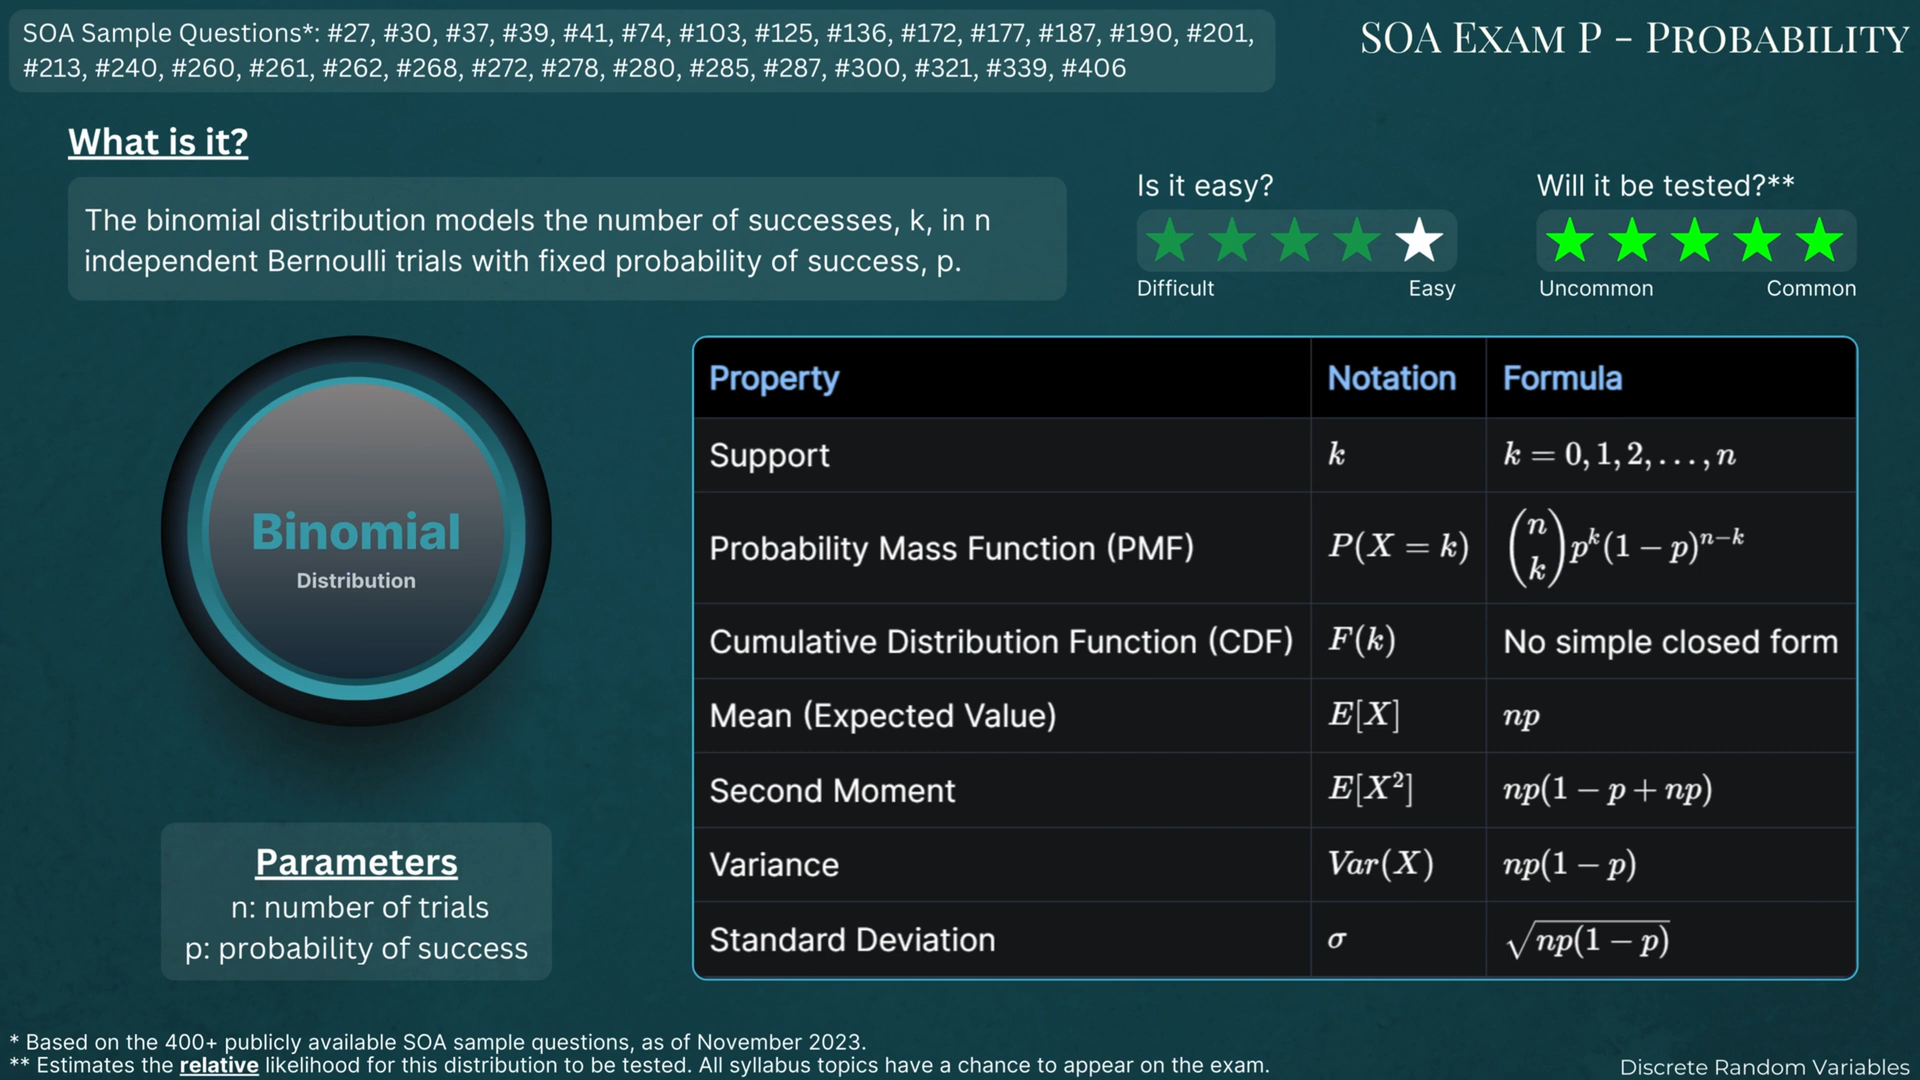 SOA Sample Questions*: #27, #30, #37, #39, #41, #74, #103, #125, #136, #172, #177, #187, #190, #201,
#213, #240, #260, #261, #262, #268, #272, #278, #280, #285, #287, #300, #321, #339, #406
SOA Exam P – Probability
What is it?
The binomial distribution models the number of successes, k, in n
independent Bernoulli trials with fixed probability of success, p.
Is it easy?
Difficult Easy
Will it be tested?**
Uncommon Common
Binomial
Distribution
Parameters
n: number of trials
p: probability of success
Property Notation Formula
Support k k = 0, 1, 2, . . . , n
Probability Mass Function (PMF) P(X = k) \binom{n}{k} p^k (1 − p)^{n−k}
Cumulative Distribution Function (CDF) F(k) No simple closed form
Mean (Expected Value) E[X] np
Second Moment E[X²] np(1 − p + np)
Variance Var(X) np(1 − p)
Standard Deviation σ √np(1 − p)
* Based on the 400+ publicly available SOA sample questions, as of November 2023.
** Estimates the relative likelihood for this distribution to be tested. All syllabus topics have a chance to appear on the exam.
Discrete Random Variables